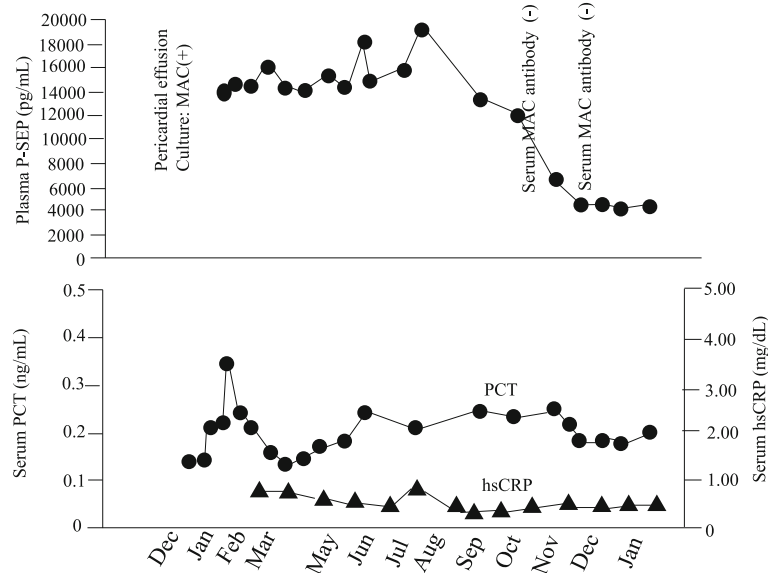 20000
18000
16000
14000
12000
10000
8000
6000
4000
2000
0
Plasma P-SEP (pg/mL)
Pericardial effusion
Culture: MAC(+)
Serum MAC antibody (-)
Serum MAC antibody (-)
0.5
0.4
0.3
0.2
0.1
0
Serum PCT (ng/mL)
PCT
hsCRP
5.00
4.00
3.00
2.00
1.00
0
Serum hsCRP (mg/dL)
Dec Jan Feb Mar May Jun Jul Aug Sep Oct Nov Dec Jan